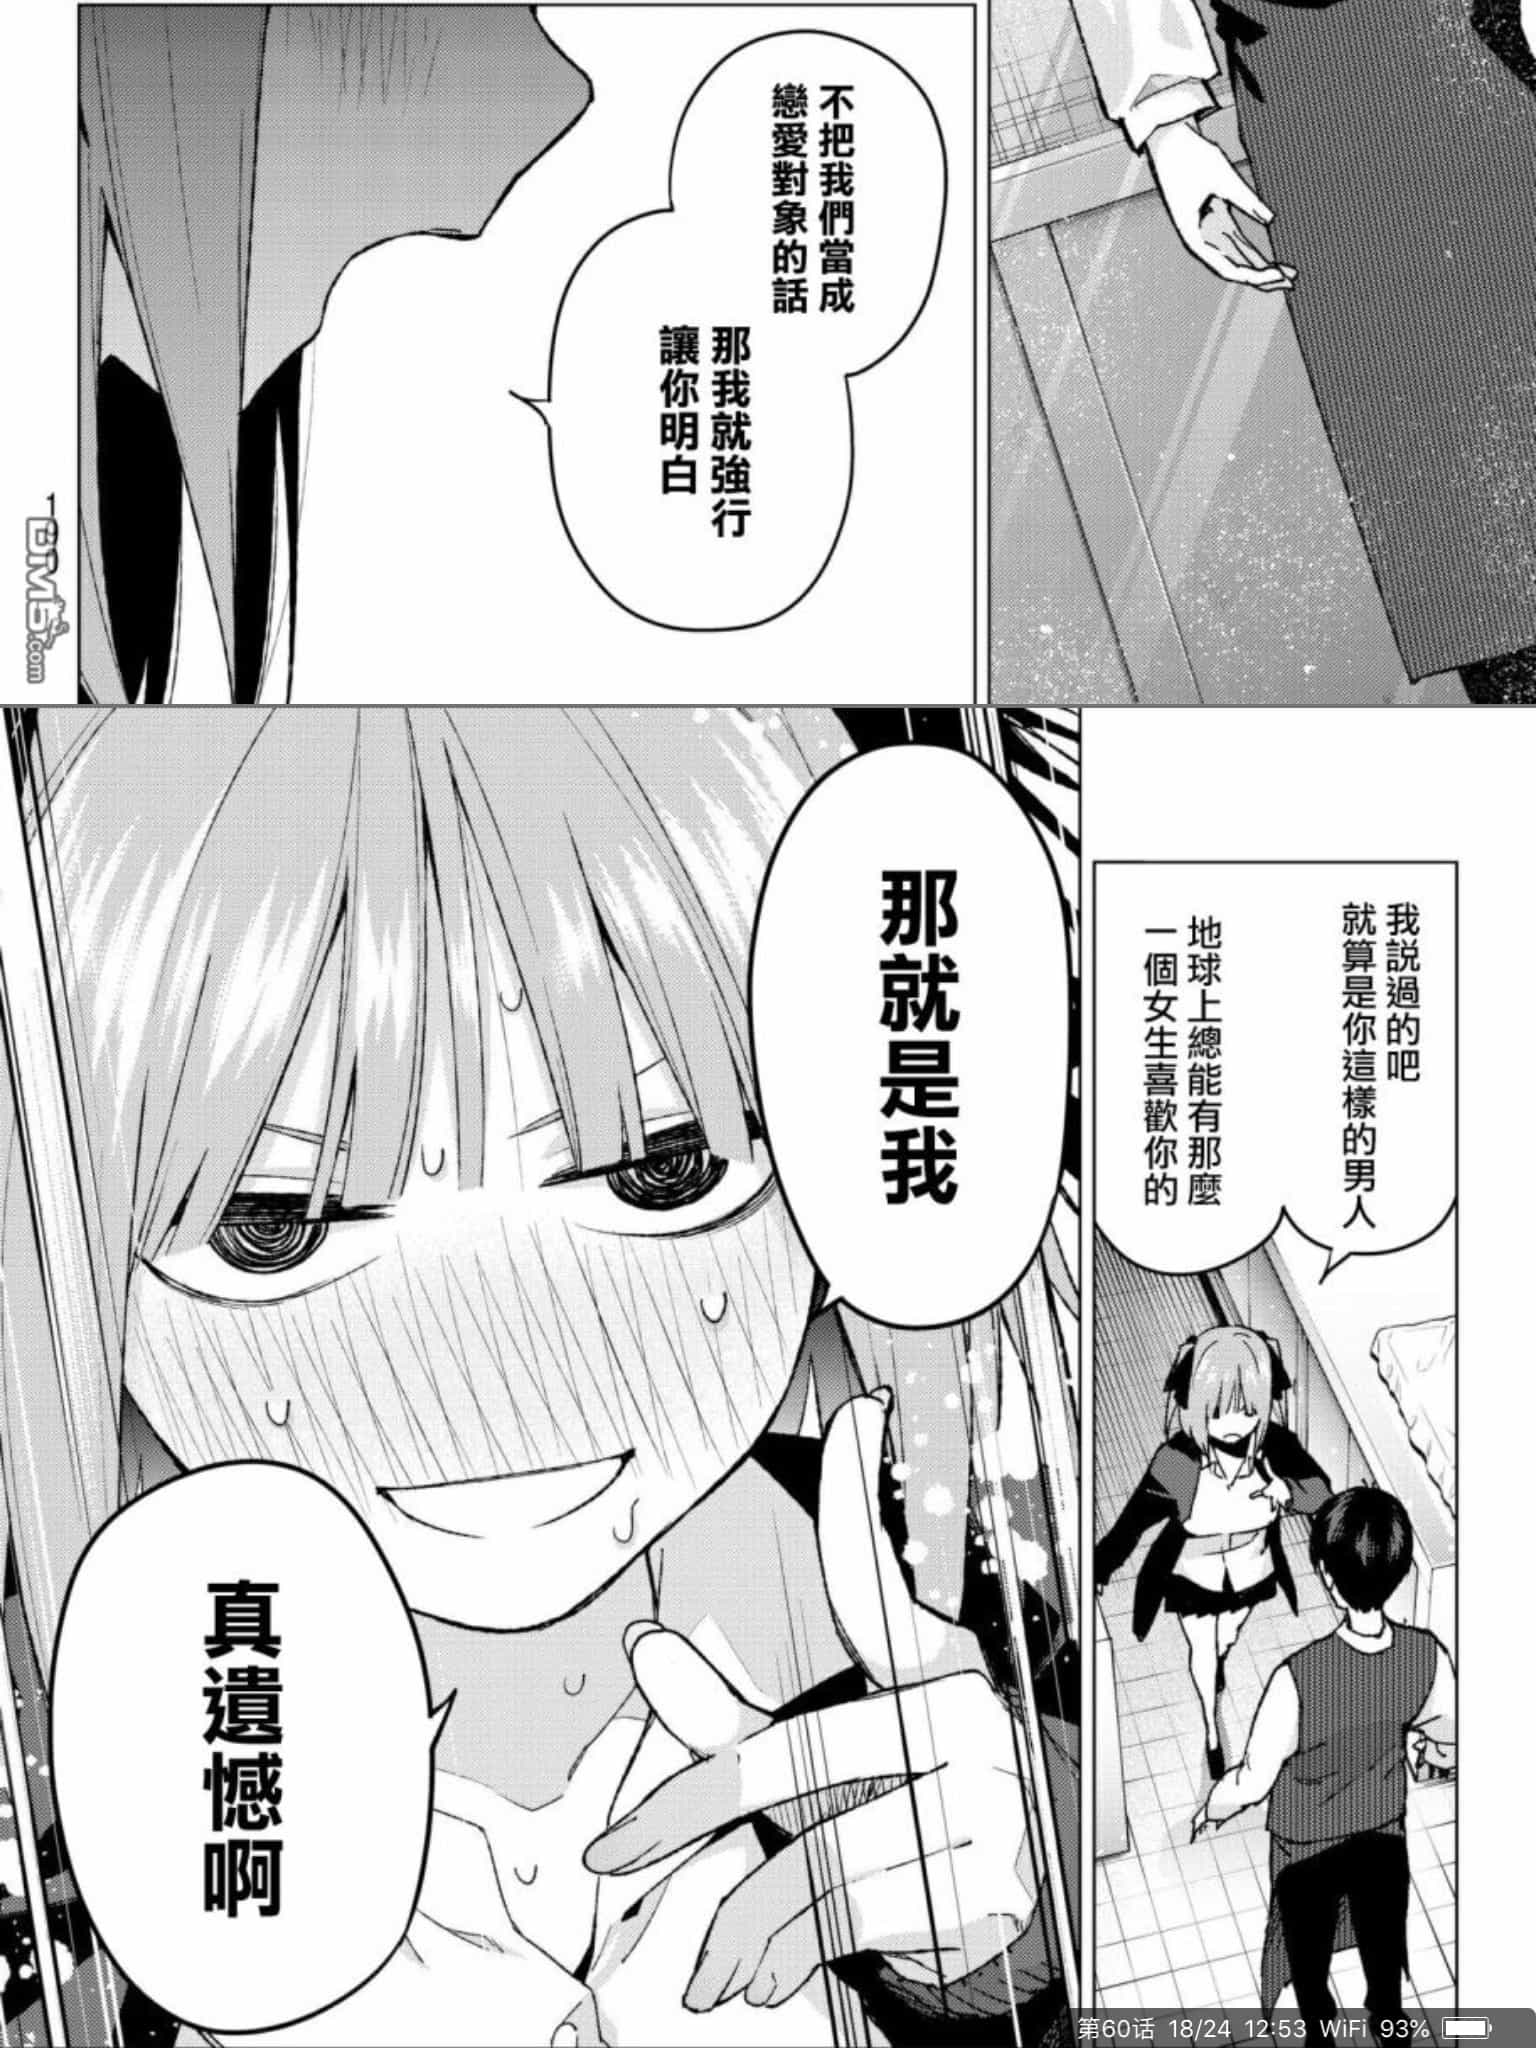 不把我們當成
戀愛對象的話
那我就強行
讓你明白
DM5.com
我説過的吧
就算是你這樣的男人
地球上總能有那麼
一個女生喜歡你的
那就是我
真遺憾啊
第60话 18/24 12:53 WiFi 93%